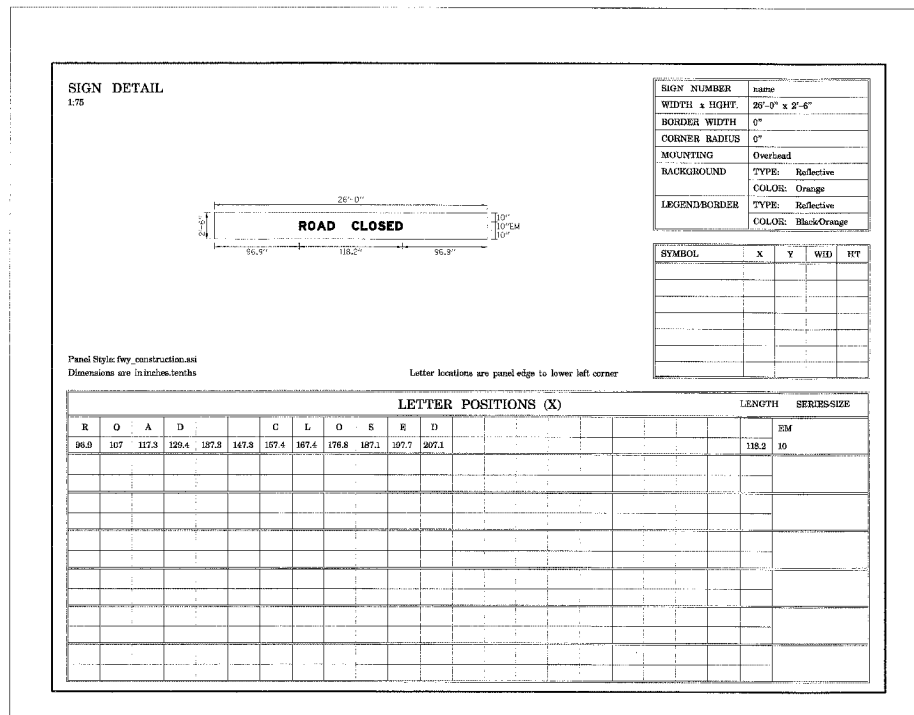 SIGN DETAIL
1:75
SIGN NUMBER name
WIDTH x HGHT. 26'-0" x 2'-6"
BORDER WIDTH 0"
CORNER RADIUS 0"
MOUNTING Overhead
BACKGROUND TYPE: Reflective
COLOR: Orange
LEGEND/BORDER TYPE: Reflective
COLOR: Black/Orange
26'-0"
2'-6"
ROAD CLOSED
10"
10"EM
10"
96.9" 118.2" 96.9"
SYMBOL X Y WID HT
Panel Style: fwy_construction.ssi
Dimensions are in inches.tenths
Letter locations are panel edge to lower left corner
LETTER POSITIONS (X) LENGTH SERIES-SIZE
R O A D C L O S E D EM
96.9 107 117.3 129.4 137.3 147.3 157.4 167.4 176.8 187.1 197.7 207.1 118.2 10